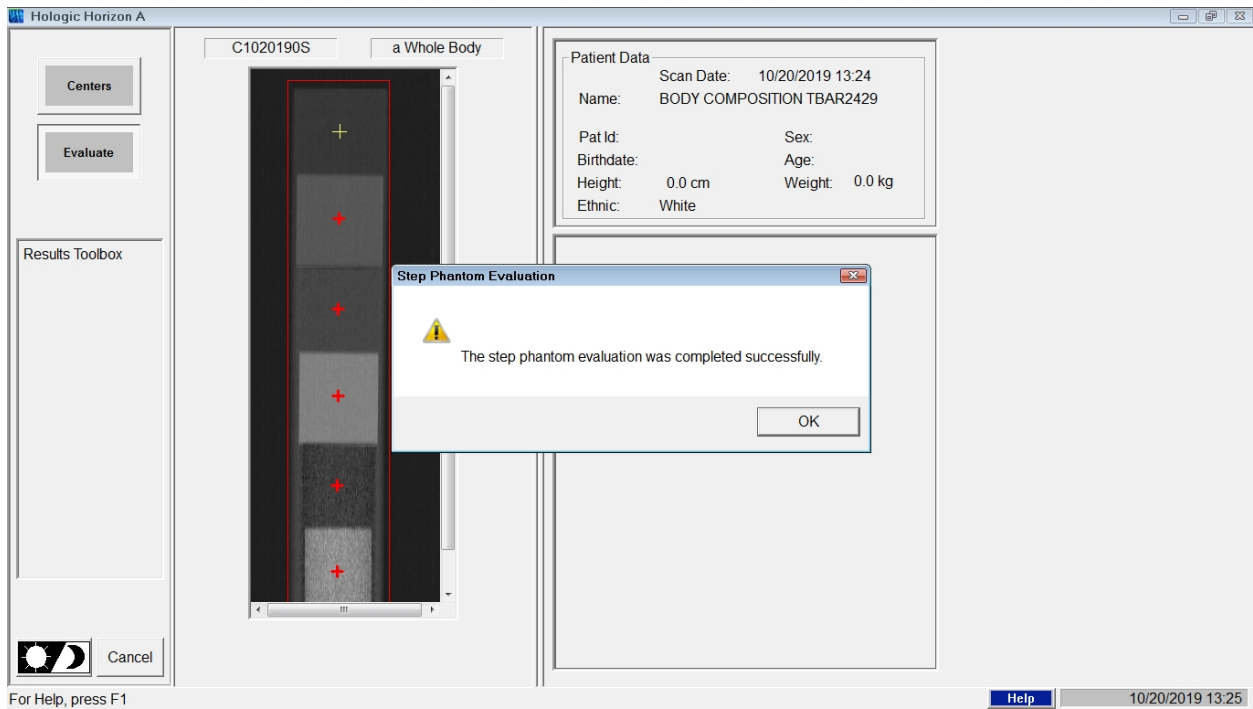 Hologic Horizon A
Centers
Evaluate
Results Toolbox
Cancel
C1020190S a Whole Body
Patient Data
Scan Date: 10/20/2019 13:24
Name: BODY COMPOSITION TBAR2429
Pat Id: Sex:
Birthdate: Age:
Height: 0.0 cm Weight: 0.0 kg
Ethnic: White
Step Phantom Evaluation
The step phantom evaluation was completed successfully.
OK
For Help, press F1
Help 10/20/2019 13:25